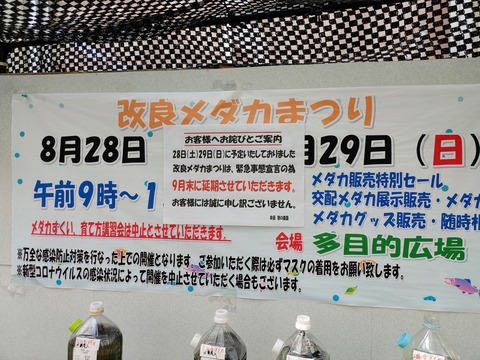 改良メダカまつり
8月28日
29日（日）
午前9時～1
お客様へお詫びとご案内
28日(土)29日(日)に予定いたしておりました
改良メダカまつりは、緊急事態宣言の為
9月末に延期させていただきます。
お客様には誠に申し訳ございません。
メダカ販売特別セール
交配メダカ展示販売・メダ
メダカグッズ販売・随時
メダカすくい、育て方講習会は中止とさせていただきます。
会場 多目的広場
※万全な感染防止対策を行なった上での開催となります。ご参加いただく際は必ずマスクの着用をお願い致します。
※新型コロナウイルスの感染状況によって開催を中止させていただく場合もございます。